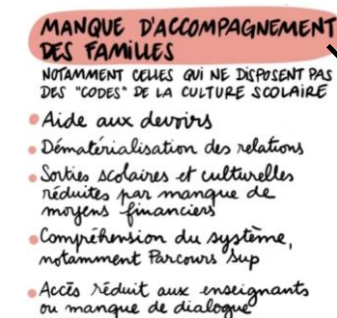 MANQUE D'ACCOMPAGNEMENT
DES FAMILLES
NOTAMMENT CELLES QUI NE DISPOSENT PAS
DES "CODES" DE LA CULTURE SCOLAIRE
• Aide aux devoirs
• Dématérialisation des relations
• Sorties scolaires et culturelles
réduites par manque de
moyens financiers
• Compréhension du système,
notamment Parcours'Sup
• Accès réduit aux enseignants
ou manque de dialogue